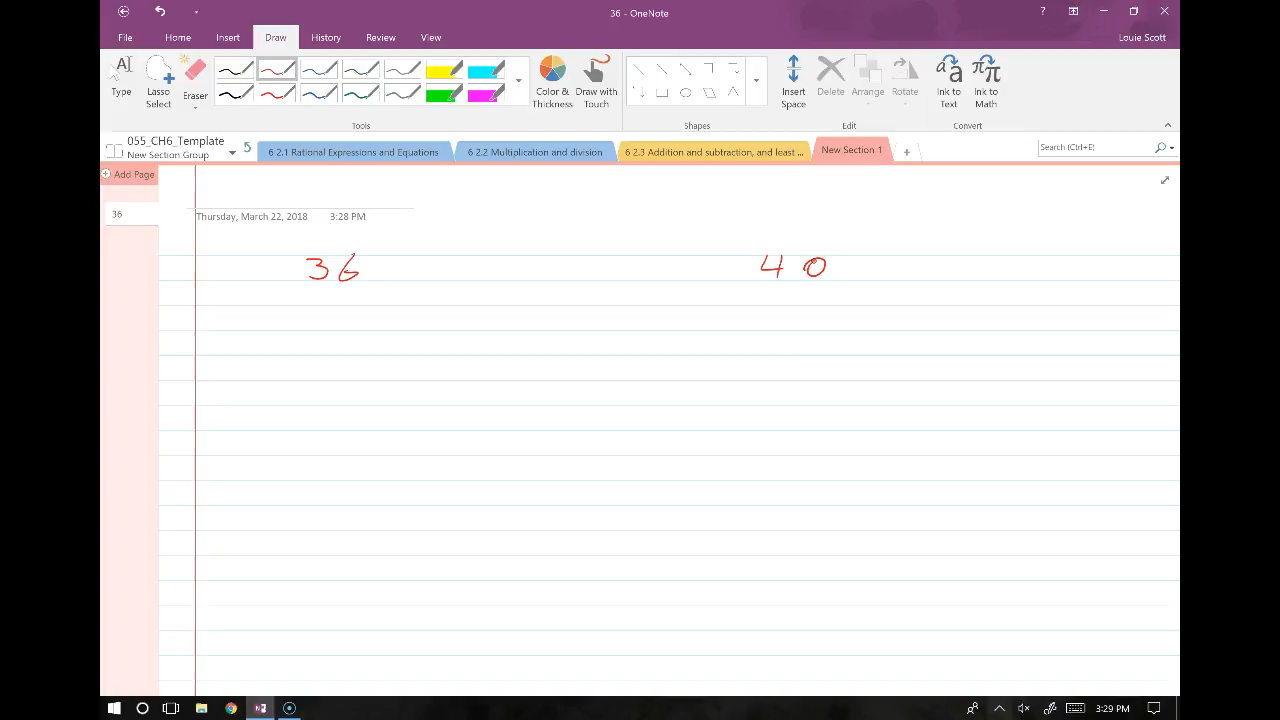 36 - OneNote
?
Louie Scott
File Home Insert Draw History Review View
Type
Lasso Select
Eraser
Color & Thickness
Draw with Touch
Insert Space
Delete
Arrange
Rotate
Ink to Text
Ink to Math
Tools
Shapes
Edit
Convert
055_CH6_Template
New Section Group
6 2.1 Rational Expressions and Equations
6 2.2 Multiplication and division
6 2.3 Addition and subtraction, and least ...
New Section 1
Search (Ctrl+E)
Add Page
36
Thursday, March 22, 2018 3:28 PM
36 40
3:29 PM